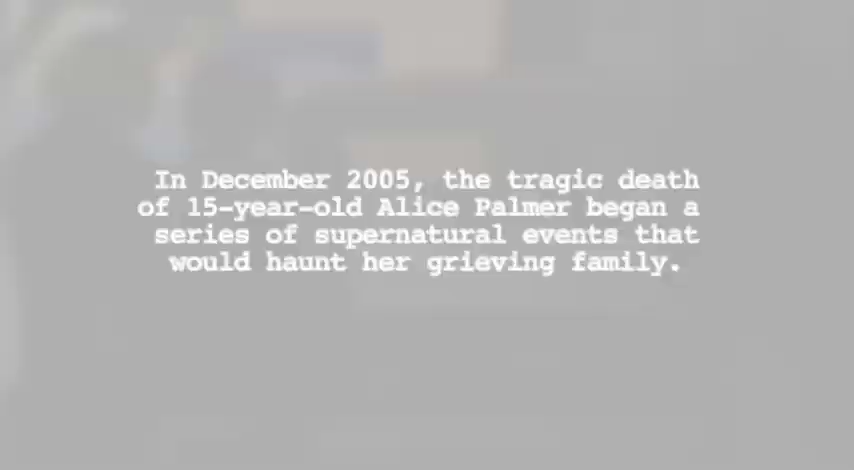 In December 2005, the tragic death
of 15-year-old Alice Palmer began a
series of supernatural events that
would haunt her grieving family.